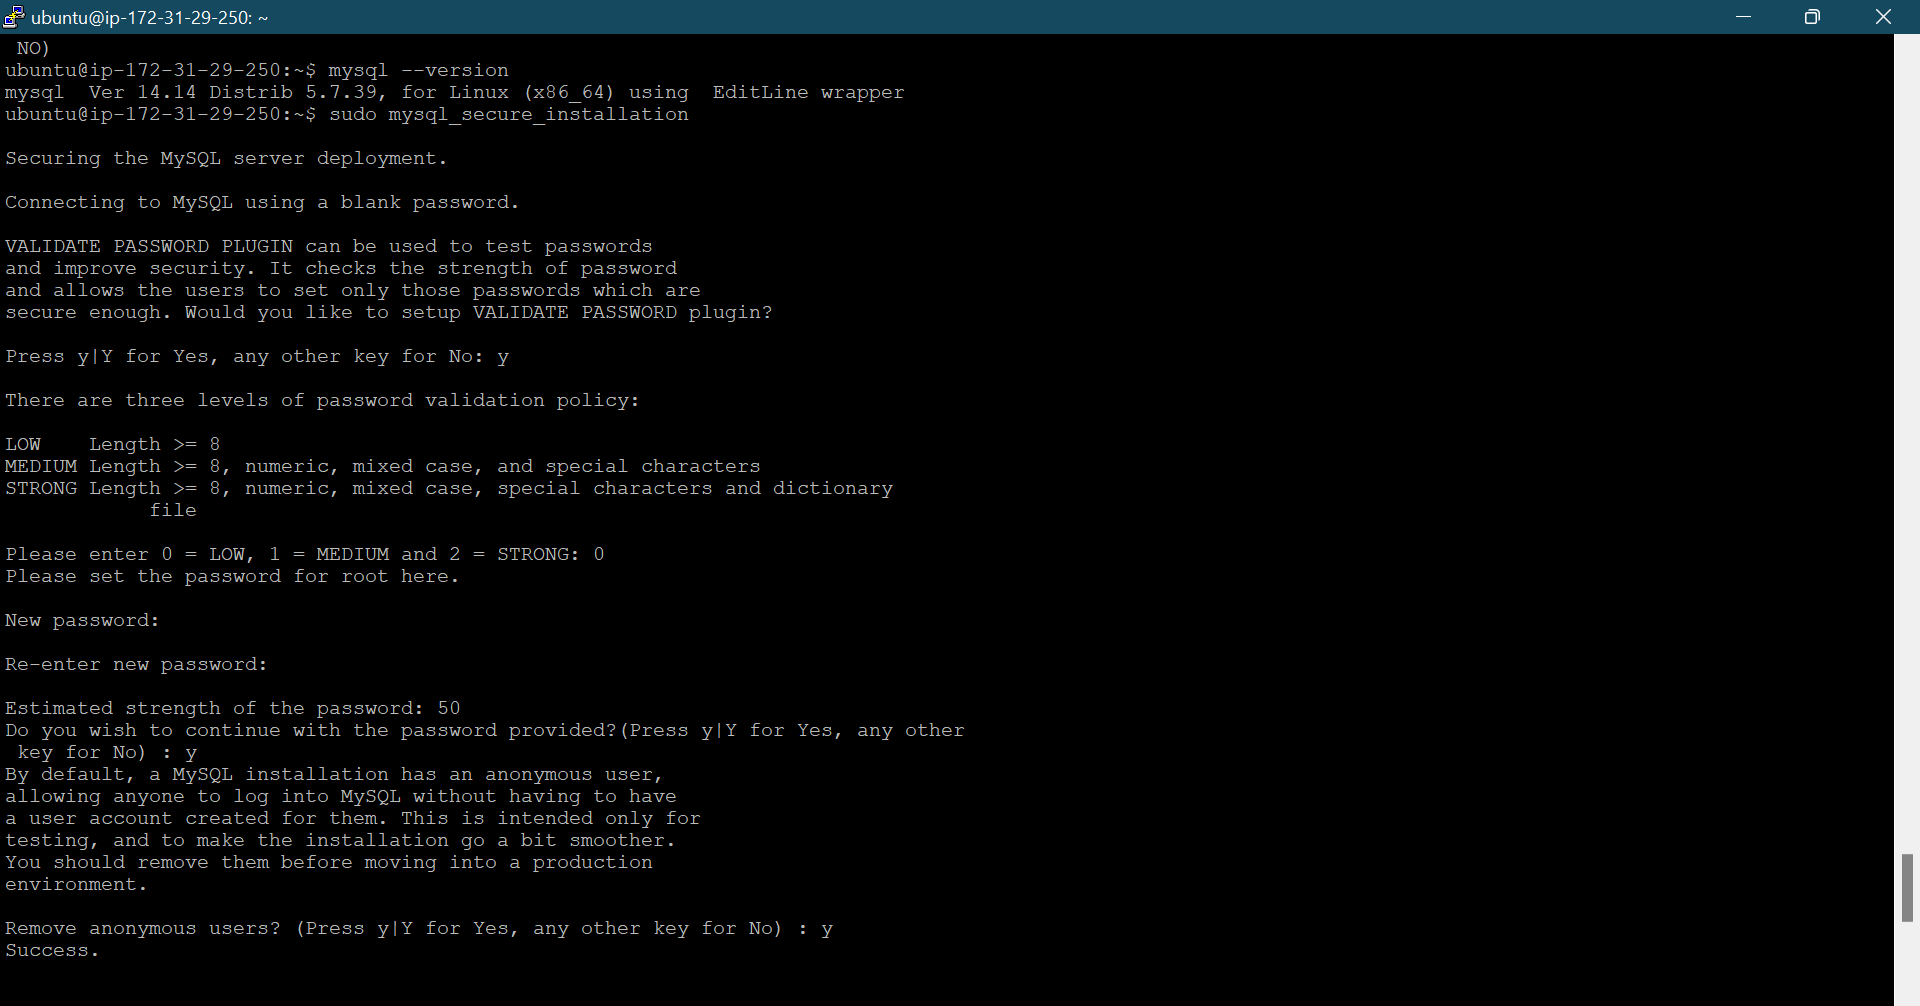 ubuntu@ip-172-31-29-250: ~
NO)
ubuntu@ip-172-31-29-250:~$ mysql --version
mysql  Ver 14.14 Distrib 5.7.39, for Linux (x86_64) using  EditLine wrapper
ubuntu@ip-172-31-29-250:~$ sudo mysql_secure_installation
Securing the MySQL server deployment.
Connecting to MySQL using a blank password.
VALIDATE PASSWORD PLUGIN can be used to test passwords
and improve security. It checks the strength of password
and allows the users to set only those passwords which are
secure enough. Would you like to setup VALIDATE PASSWORD plugin?
Press y|Y for Yes, any other key for No: y
There are three levels of password validation policy:
LOW    Length >= 8
MEDIUM Length >= 8, numeric, mixed case, and special characters
STRONG Length >= 8, numeric, mixed case, special characters and dictionary
file
Please enter 0 = LOW, 1 = MEDIUM and 2 = STRONG: 0
Please set the password for root here.
New password:
Re-enter new password:
Estimated strength of the password: 50
Do you wish to continue with the password provided?(Press y|Y for Yes, any other
key for No) : y
By default, a MySQL installation has an anonymous user,
allowing anyone to log into MySQL without having to have
a user account created for them. This is intended only for
testing, and to make the installation go a bit smoother.
You should remove them before moving into a production
environment.
Remove anonymous users? (Press y|Y for Yes, any other key for No) : y
Success.